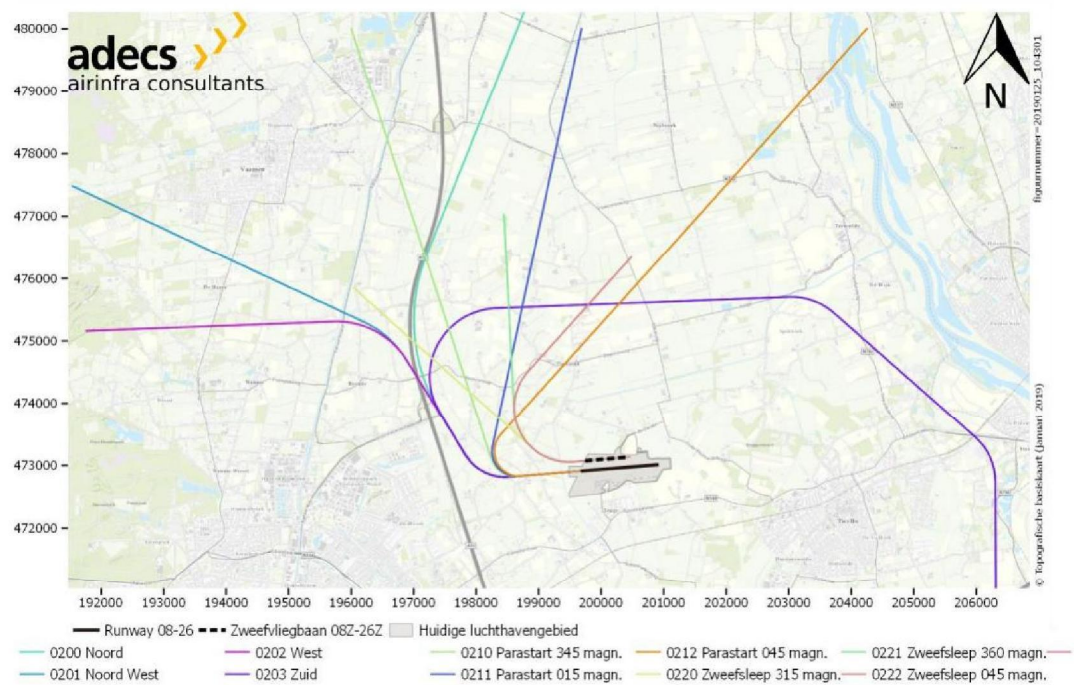 adecs
airinfra consultants
480000
479000
478000
477000
476000
475000
474000
473000
472000
N
figuurnummer=20190125_104301
© Topografische basiskaart (januari 2019)
Vaassen
192000 193000 194000 195000 196000 197000 198000 199000 200000 201000 202000 203000 204000 205000 206000
Runway 08-26 Zweefvliegbaan 08Z-26Z Huidige luchthavengebied
0200 Noord 0202 West 0210 Parastart 345 magn. 0212 Parastart 045 magn. 0221 Zweefsleep 360 magn.
0201 Noord West 0203 Zuid 0211 Parastart 015 magn. 0220 Zweefsleep 315 magn. 0222 Zweefsleep 045 magn.